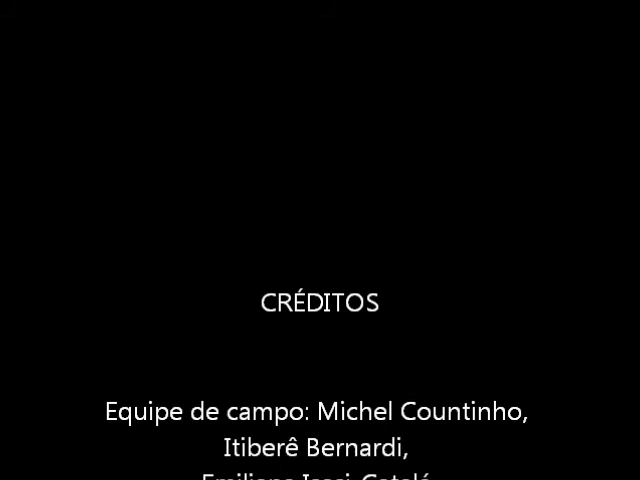 CRÉDITOS
Equipe de campo: Michel Countinho,
Itiberê Bernardi,